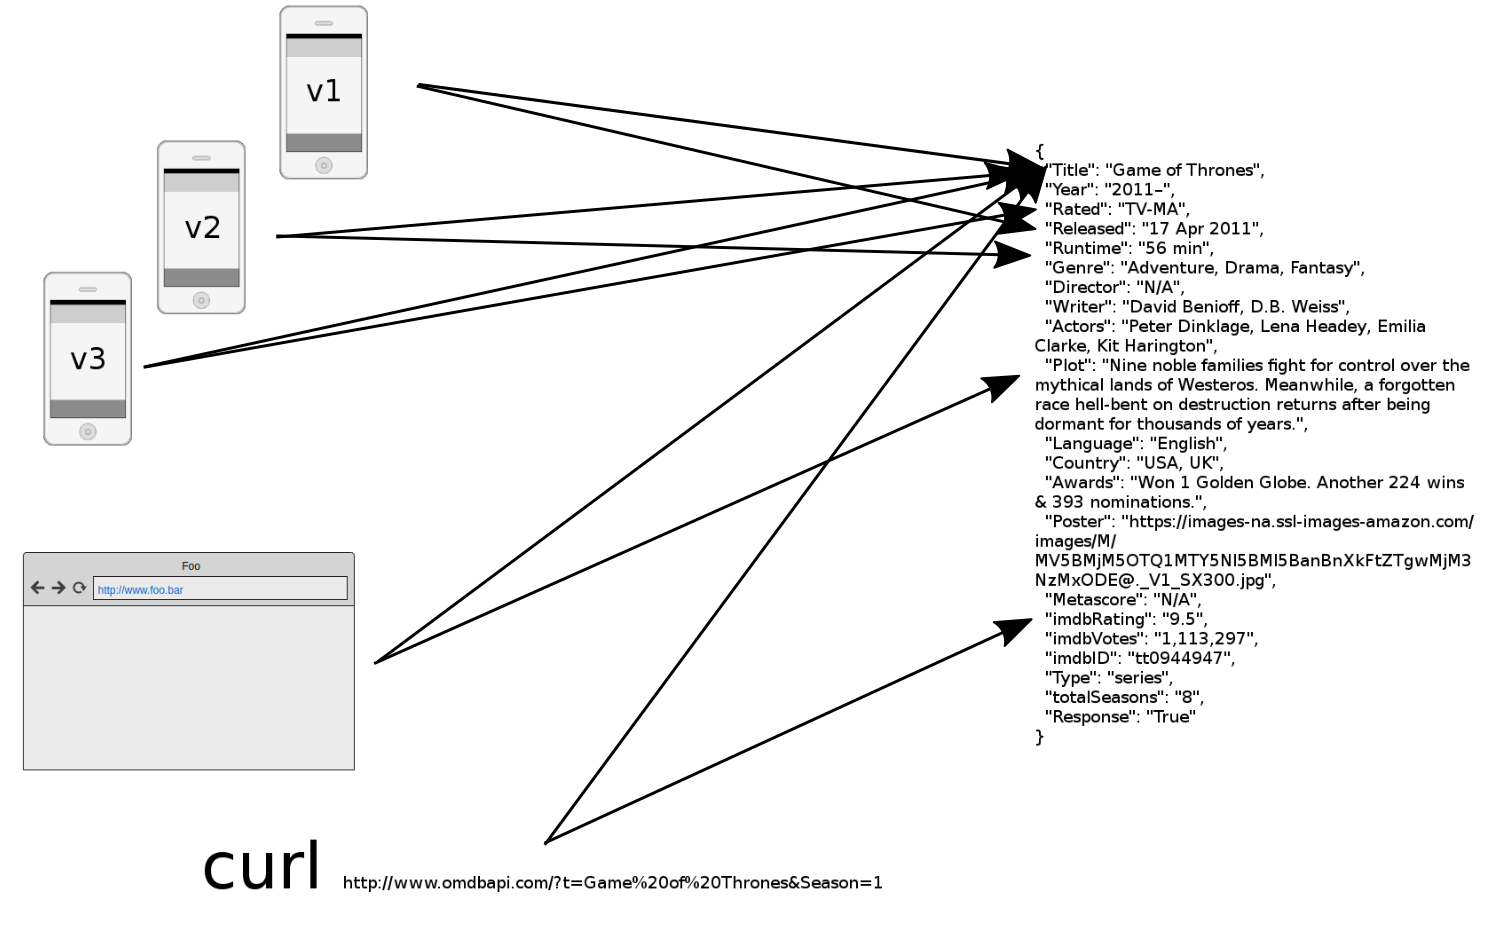 v1
v2
v3
Foo
http://www.foo.bar
curl http://www.omdbapi.com/?t=Game%20of%20Thrones&Season=1
{
"Title": "Game of Thrones",
"Year": "2011–",
"Rated": "TV-MA",
"Released": "17 Apr 2011",
"Runtime": "56 min",
"Genre": "Adventure, Drama, Fantasy",
"Director": "N/A",
"Writer": "David Benioff, D.B. Weiss",
"Actors": "Peter Dinklage, Lena Headey, Emilia
Clarke, Kit Harington",
"Plot": "Nine noble families fight for control over the
mythical lands of Westeros. Meanwhile, a forgotten
race hell-bent on destruction returns after being
dormant for thousands of years.",
"Language": "English",
"Country": "USA, UK",
"Awards": "Won 1 Golden Globe. Another 224 wins
& 393 nominations.",
"Poster": "https://images-na.ssl-images-amazon.com/
images/M/
MV5BMjM5OTQ1MTY5Nl5BMl5BanBnXkFtZTgwMjM3
NzMxODE@._V1_SX300.jpg",
"Metascore": "N/A",
"imdbRating": "9.5",
"imdbVotes": "1,113,297",
"imdbID": "tt0944947",
"Type": "series",
"totalSeasons": "8",
"Response": "True"
}